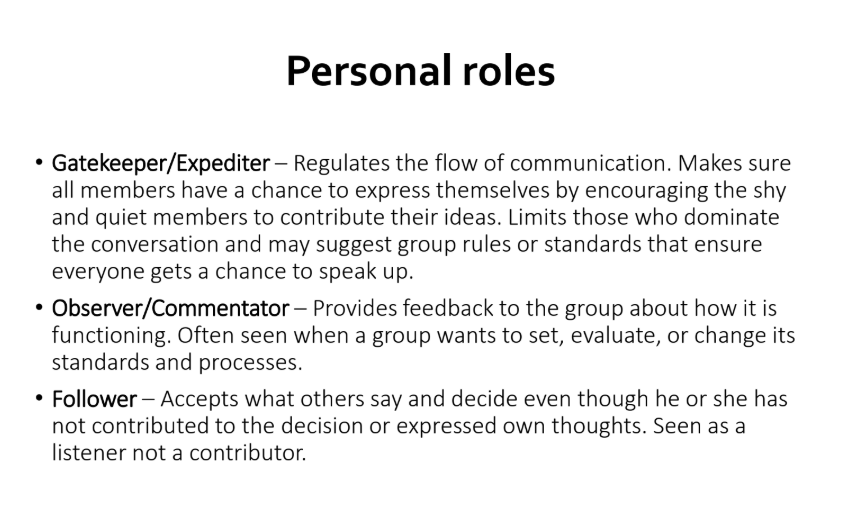 Personal roles
• Gatekeeper/Expediter – Regulates the flow of communication. Makes sure
all members have a chance to express themselves by encouraging the shy
and quiet members to contribute their ideas. Limits those who dominate
the conversation and may suggest group rules or standards that ensure
everyone gets a chance to speak up.
• Observer/Commentator – Provides feedback to the group about how it is
functioning. Often seen when a group wants to set, evaluate, or change its
standards and processes.
• Follower – Accepts what others say and decide even though he or she has
not contributed to the decision or expressed own thoughts. Seen as a
listener not a contributor.